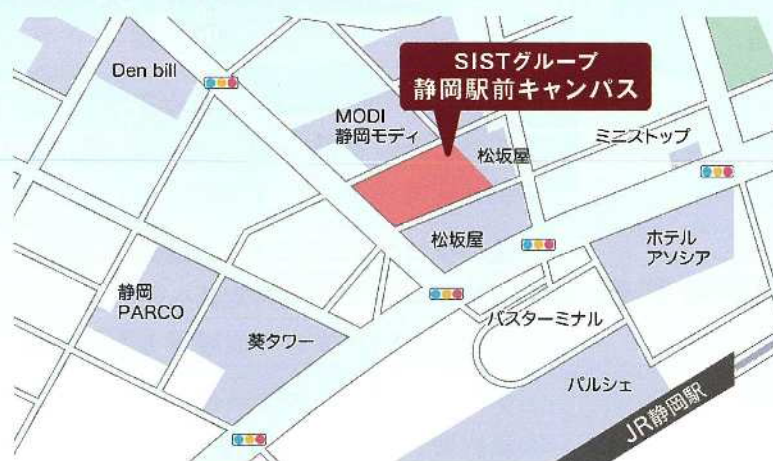 Den bill
SISTグループ
静岡駅前キャンパス
MODI
静岡モディ
松坂屋
ミニストップ
松坂屋
ホテル
アソシア
静岡
PARCO
葵タワー
バスターミナル
パルシェ
JR静岡駅